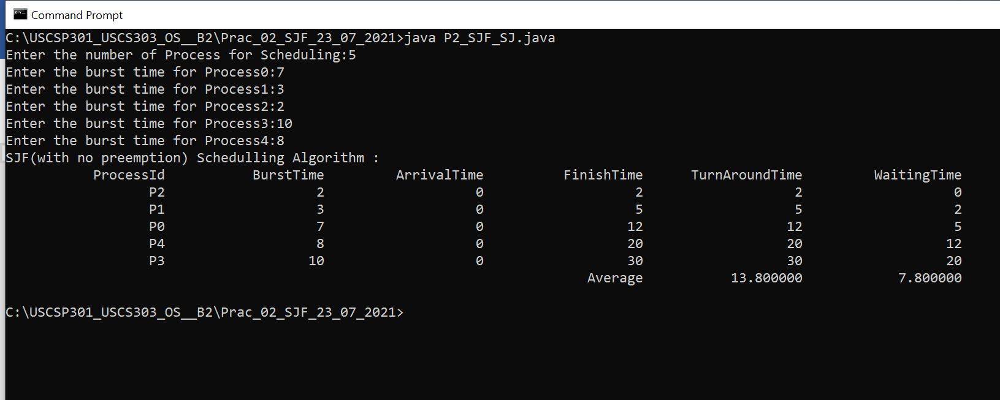 Command Prompt
C:\USCSP301_USCS303_OS__B2\Prac_02_SJF_23_07_2021>java P2_SJF_SJ.java
Enter the number of Process for Scheduling:5
Enter the burst time for Process0:7
Enter the burst time for Process1:3
Enter the burst time for Process2:2
Enter the burst time for Process3:10
Enter the burst time for Process4:8
SJF(with no preemption) Schedulling Algorithm :
ProcessId BurstTime ArrivalTime FinishTime TurnAroundTime WaitingTime
P2 2 0 2 2 0
P1 3 0 5 5 2
P0 7 0 12 12 5
P4 8 0 20 20 12
P3 10 0 30 30 20
Average 13.800000 7.800000
C:\USCSP301_USCS303_OS__B2\Prac_02_SJF_23_07_2021>